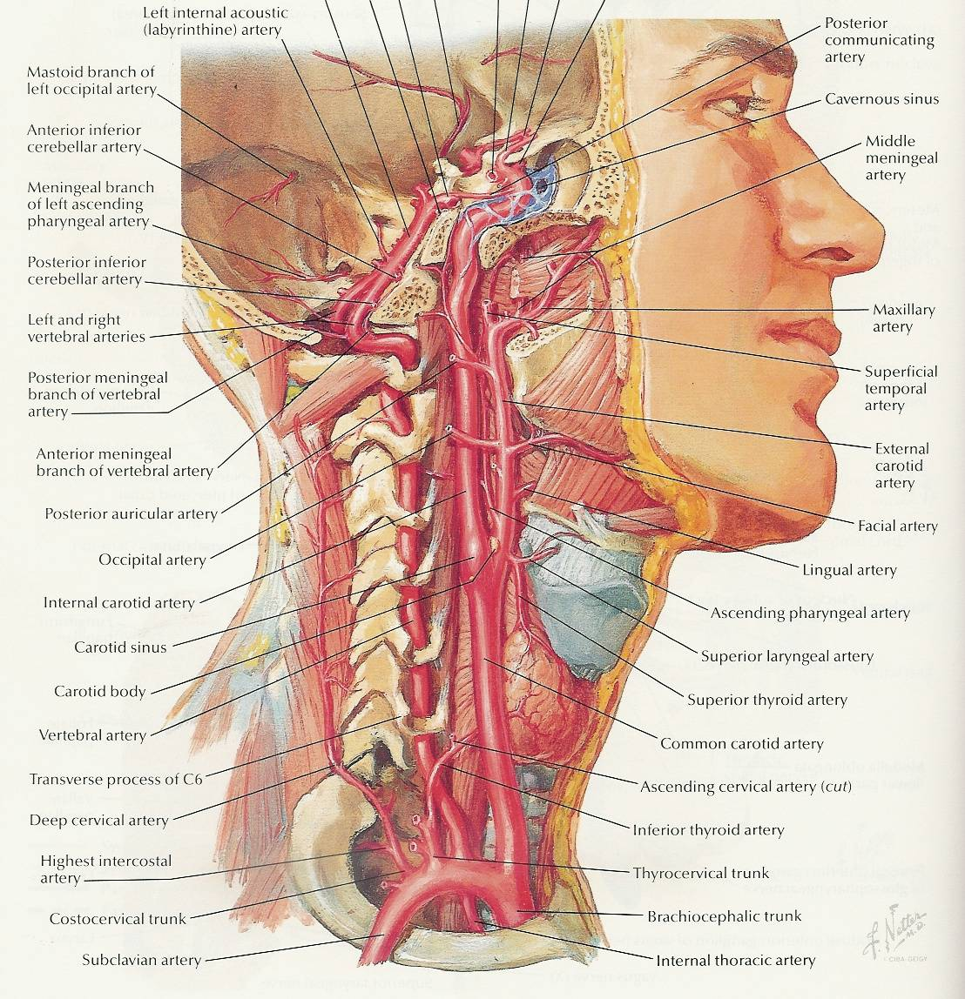 Left internal acoustic
(labyrinthine) artery
Mastoid branch of
left occipital artery
Anterior inferior
cerebellar artery
Meningeal branch
of left ascending
pharyngeal artery
Posterior inferior
cerebellar artery
Left and right
vertebral arteries
Posterior meningeal
branch of vertebral
artery
Anterior meningeal
branch of vertebral artery
Posterior auricular artery
Occipital artery
Internal carotid artery
Carotid sinus
Carotid body
Vertebral artery
Transverse process of C6
Deep cervical artery
Highest intercostal
artery
Costocervical trunk
Subclavian artery
Posterior
communicating
artery
Cavernous sinus
Middle
meningeal
artery
Maxillary
artery
Superficial
temporal
artery
External
carotid
artery
Facial artery
Lingual artery
Ascending pharyngeal artery
Superior laryngeal artery
Superior thyroid artery
Common carotid artery
Ascending cervical artery (cut)
Inferior thyroid artery
Thyrocervical trunk
Brachiocephalic trunk
Internal thoracic artery
F. Netter
M.D.
©CIBA-GEIGY